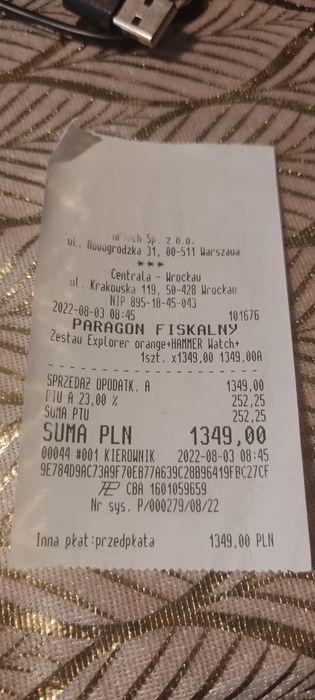 mPTech Sp. z o.o.
ul. Nowogrodzka 31, 00-511 Warszawa
***
Centrala - Wrocław
ul. Krakowska 119, 50-428 Wrocław
NIP 895-18-45-043
2022-08-03 08:45 101676
PARAGON FISKALNY
Zestaw Explorer orange+HAMMER Watch+
1szt. x1349,00 1349,00A
SPRZEDAŻ OPODATK. A 1349,00
PTU A 23,00 % 252,25
SUMA PTU 252,25
SUMA PLN 1349,00
00044 #001 KIEROWNIK 2022-08-03 08:45
9E784D9AC73A9F70EB77A639C28B96419FBC27CF
CBA 1601059659
Nr sys. P/000279/08/22
Inna płat:przedpłata 1349,00 PLN